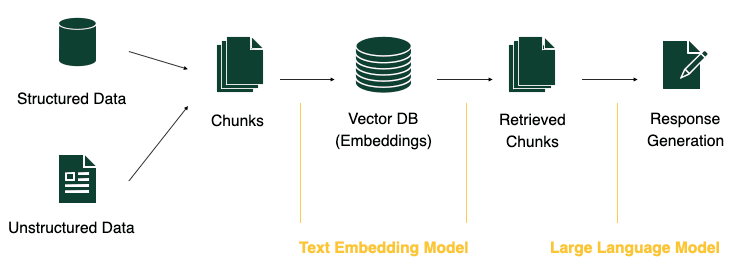 Structured Data
Unstructured Data
Chunks
Vector DB
(Embeddings)
Retrieved
Chunks
Response
Generation
Text Embedding Model
Large Language Model